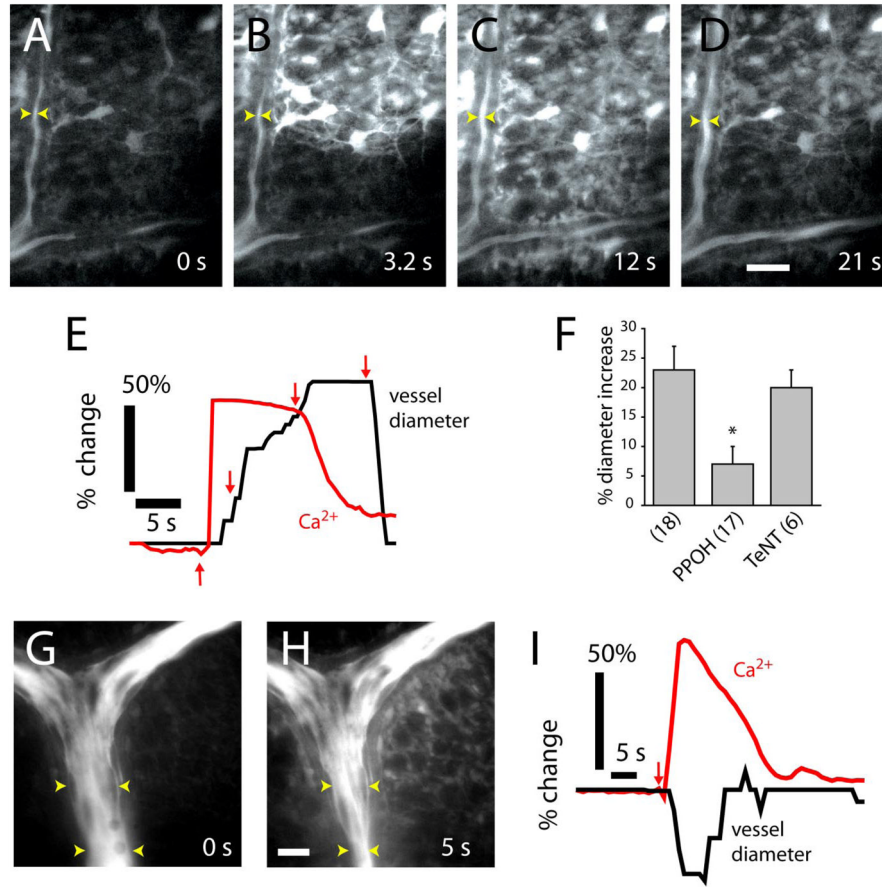 A
B
C
D
0 s
3.2 s
12 s
21 s
E
50%
% change
5 s
Ca2+
vessel
diameter
F
% diameter increase
30
25
20
15
10
5
0
*
(18)
PPOH (17)
TeNT (6)
G
H
0 s
5 s
I
50%
% change
5 s
Ca2+
vessel
diameter